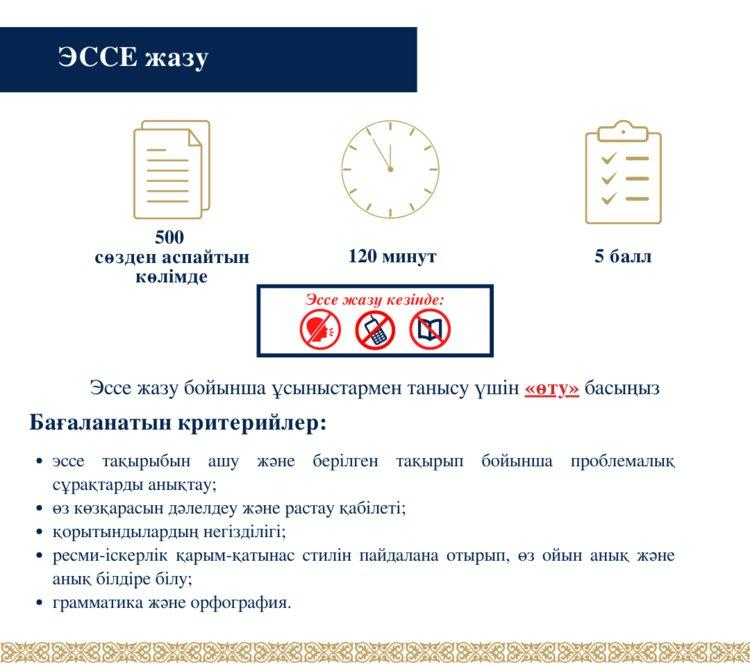 ЭССЕ жазу
500
сөзден аспайтын
көлімде
120 минут
5 балл
Эссе жазу кезінде:
Эссе жазу бойынша ұсыныстармен танысу үшін «өту» басыңыз
Бағаланатын критерийлер:
• эссе тақырыбын ашу және берілген тақырып бойынша проблемалық
сұрақтарды анықтау;
• өз көзқарасын дәлелдеу және растау қабілеті;
• қорытындылардың негізділігі;
• ресми-іскерлік қарым-қатынас стилін пайдалана отырып, өз ойын анық және
анық білдіре білу;
• грамматика және орфография.